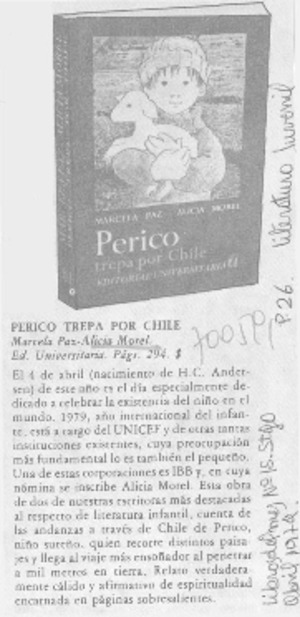 MARCELA PAZ ALICIA MOREL
Perico
trepa por Chile
EDITORIAL UNIVERSITARIA
PERICO TREPA POR CHILE
Marcela Paz-Alicia Morel.
Ed. Universitaria. Págs. 294. $
El 4 de abril (nacimiento de H.C. Ander-
sen) de este año es el día especialmente de-
dicado a celebrar la existencia del niño en el
mundo. 1979, año internacional del infan-
te, está a cargo del UNICEF y de otras tantas
instituciones existentes, cuya preocupación
más fundamental lo es también el pequeño.
Una de estas corporaciones es IBB y, en cuya
nómina se inscribe Alicia Morel. Esta obra
de dos de nuestras escritoras más destacadas
al respecto de literatura infantil, cuenta de
las andanzas a través de Chile de Perico,
niño sureño, quien recorre distintos paisa-
jes y llega al viaje más ensoñador al penetrar
a mil metros en tierra. Relato verdadera-
mente cálido y afirmativo de espiritualidad
encarnada en páginas sobresalientes.
P.26. literatura juvenil
Nº 15. Stgo
Abril 1979